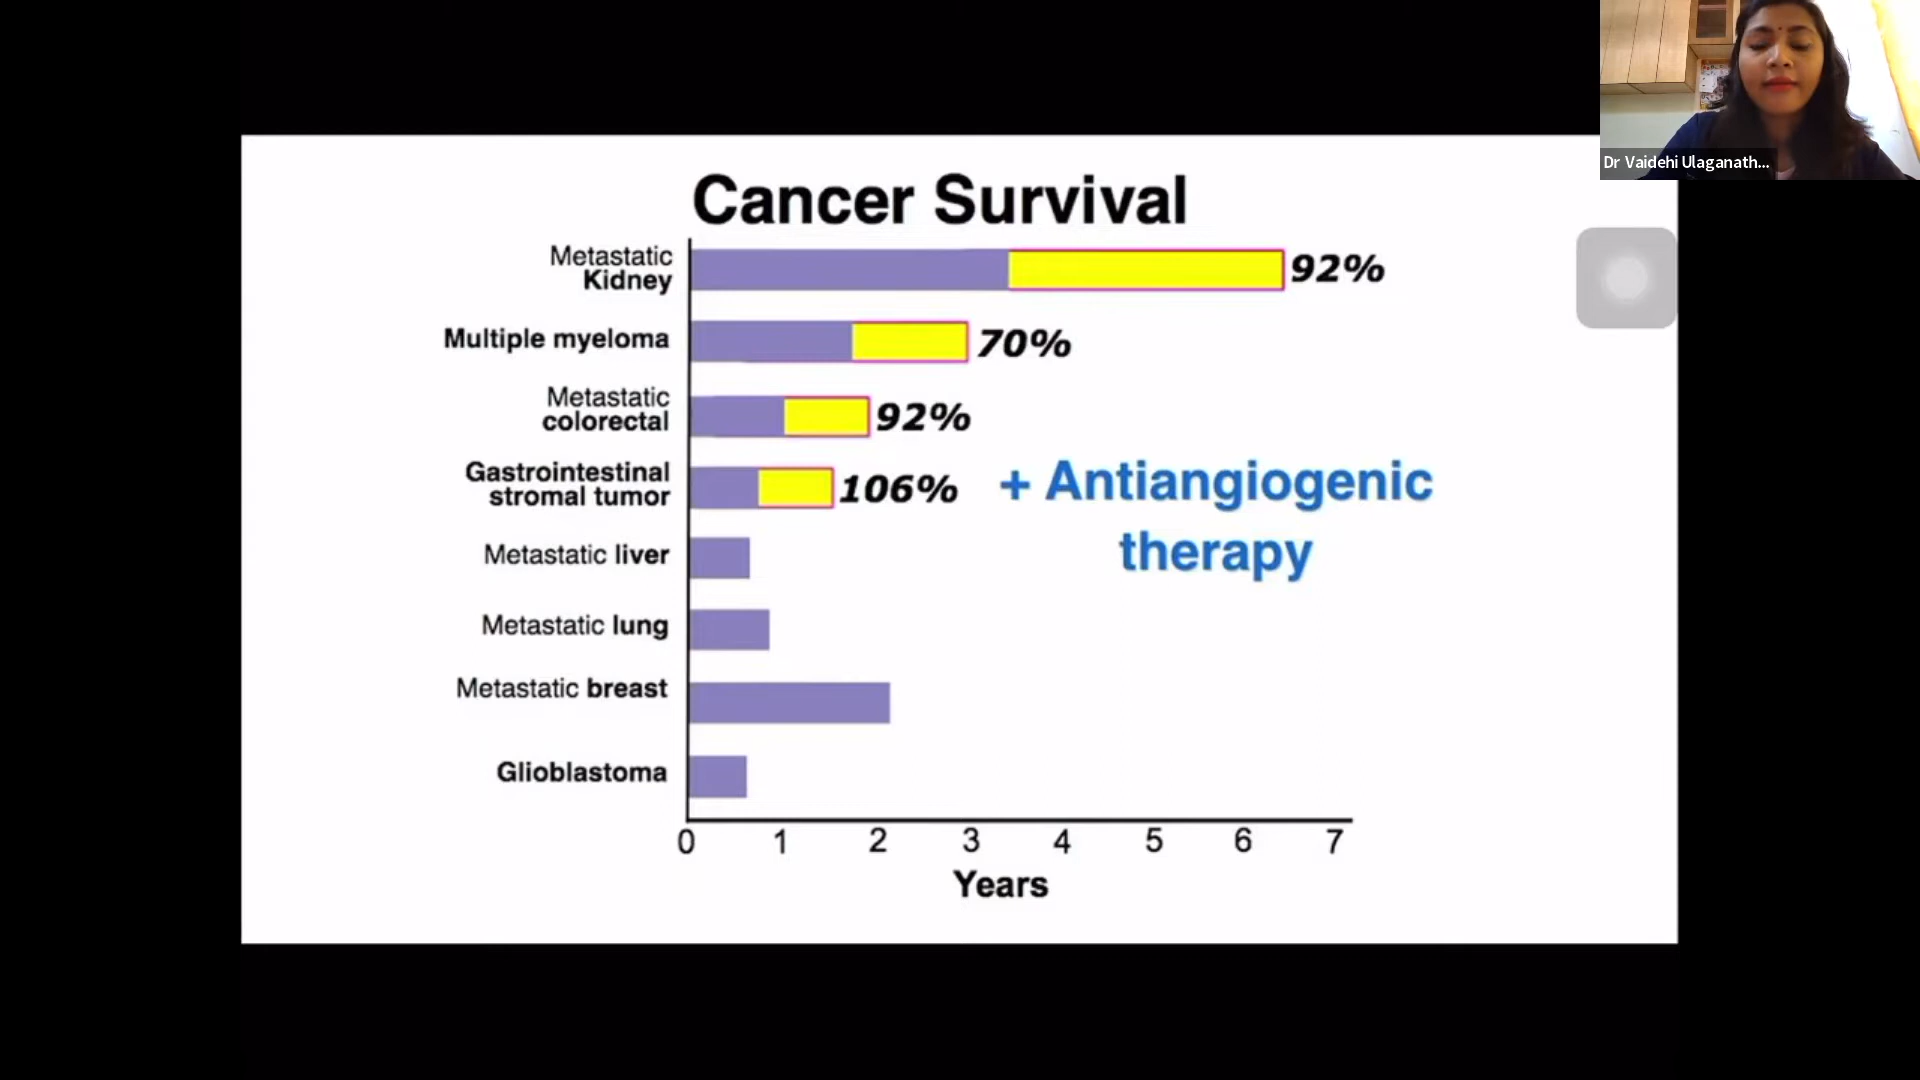 Dr Vaidehi Ulaganath...
Cancer Survival
Metastatic
Kidney
92%
Multiple myeloma
70%
Metastatic
colorectal
92%
Gastrointestinal
stromal tumor
106%
+ Antiangiogenic
therapy
Metastatic liver
Metastatic lung
Metastatic breast
Glioblastoma
0 1 2 3 4 5 6 7
Years